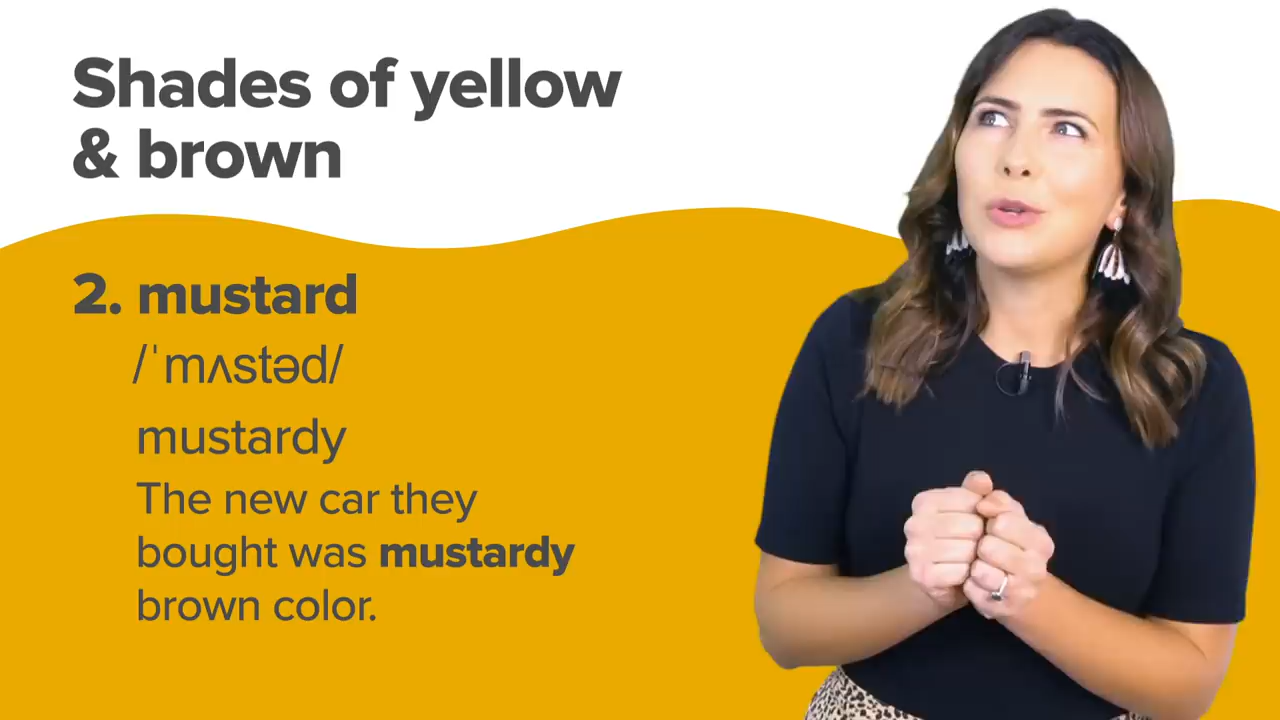 Shades of yellow
& brown
2. mustard
/ˈmʌstəd/
mustardy
The new car they
bought was mustardy
brown color.